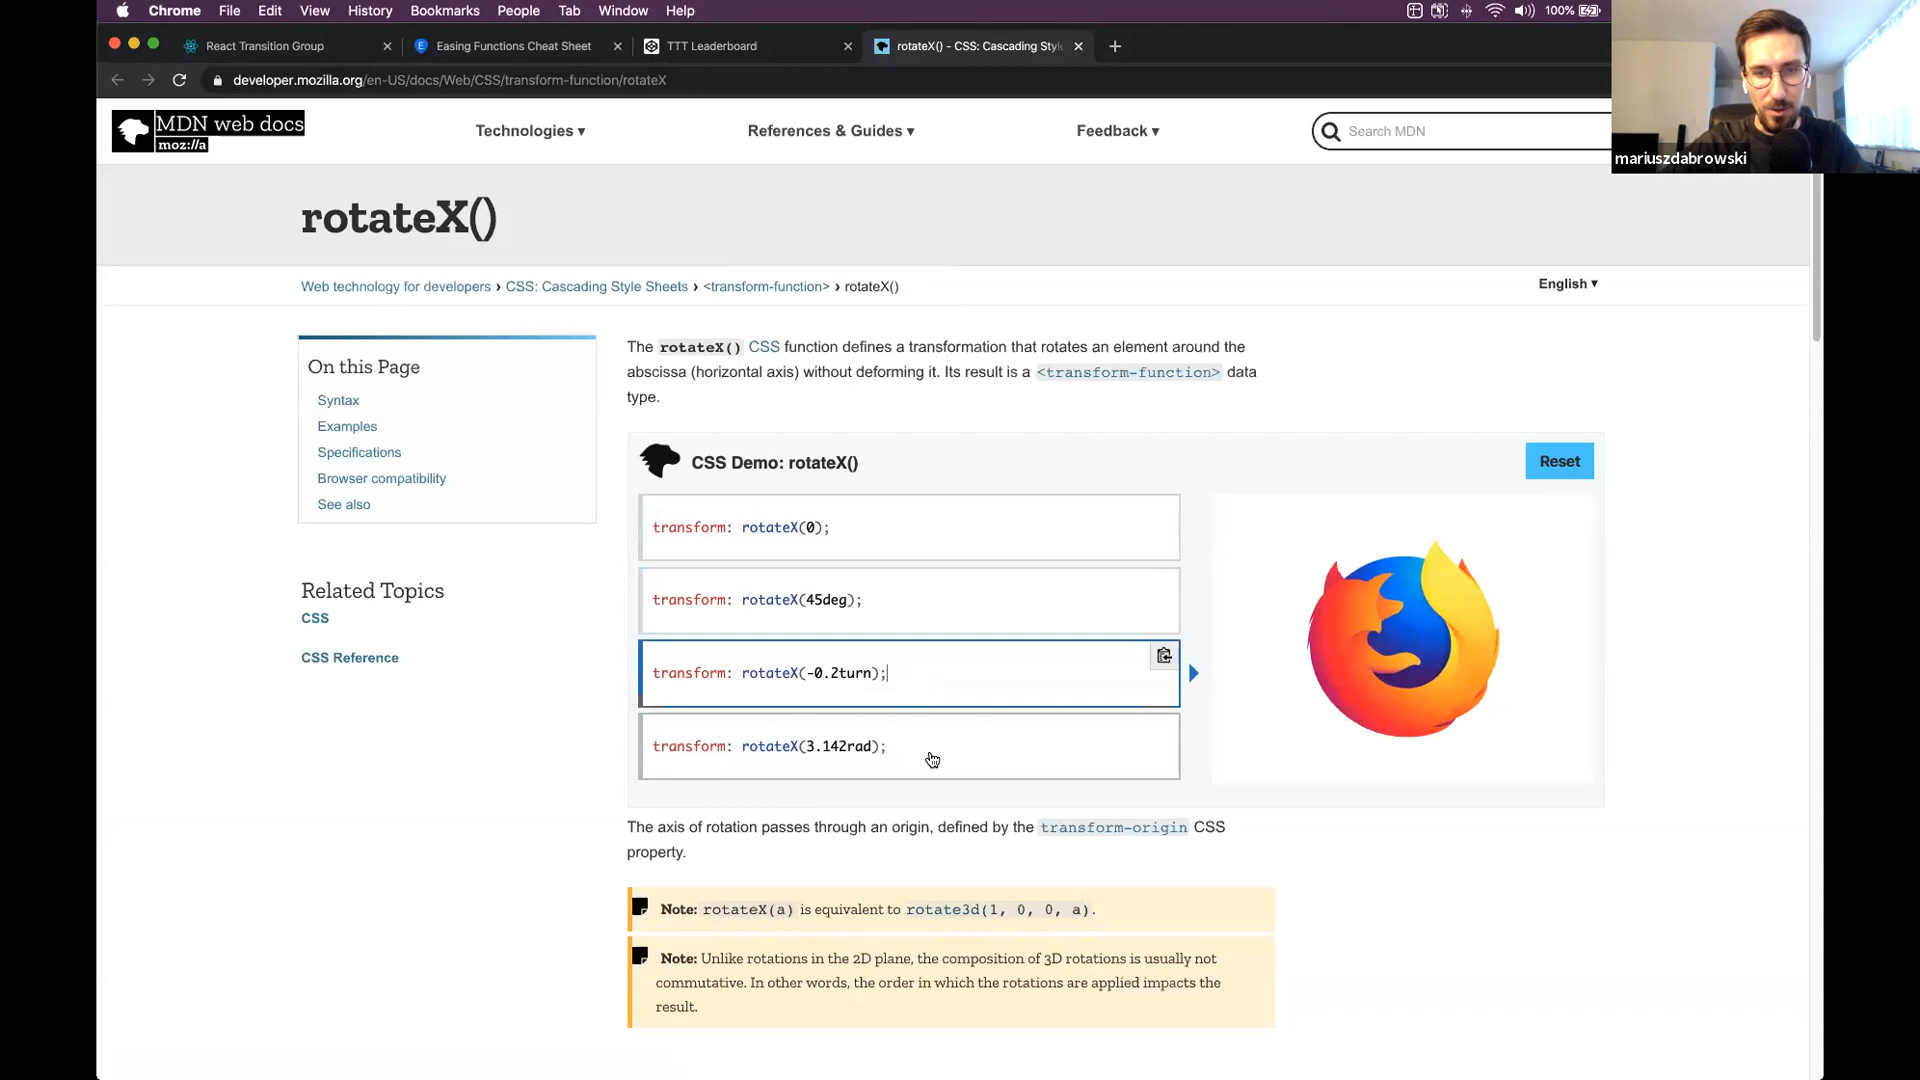 Chrome File Edit View History Bookmarks People Tab Window Help 100%
React Transition Group
Easing Functions Cheat Sheet
TTT Leaderboard
rotateX() - CSS: Cascading Styl
developer.mozilla.org/en-US/docs/Web/CSS/transform-function/rotateX
MDN web docs
moz://a
Technologies ▾
References & Guides ▾
Feedback ▾
Search MDN
mariuszdabrowski
rotateX()
Web technology for developers › CSS: Cascading Style Sheets › <transform-function> › rotateX()
English ▾
On this Page
Syntax
Examples
Specifications
Browser compatibility
See also
Related Topics
CSS
CSS Reference
The rotateX() CSS function defines a transformation that rotates an element around the
abscissa (horizontal axis) without deforming it. Its result is a <transform-function> data
type.
CSS Demo: rotateX()
Reset
transform: rotateX(0);
transform: rotateX(45deg);
transform: rotateX(-0.2turn);
transform: rotateX(3.142rad);
The axis of rotation passes through an origin, defined by the transform-origin CSS
property.
Note: rotateX(a) is equivalent to rotate3d(1, 0, 0, a).
Note: Unlike rotations in the 2D plane, the composition of 3D rotations is usually not
commutative. In other words, the order in which the rotations are applied impacts the
result.